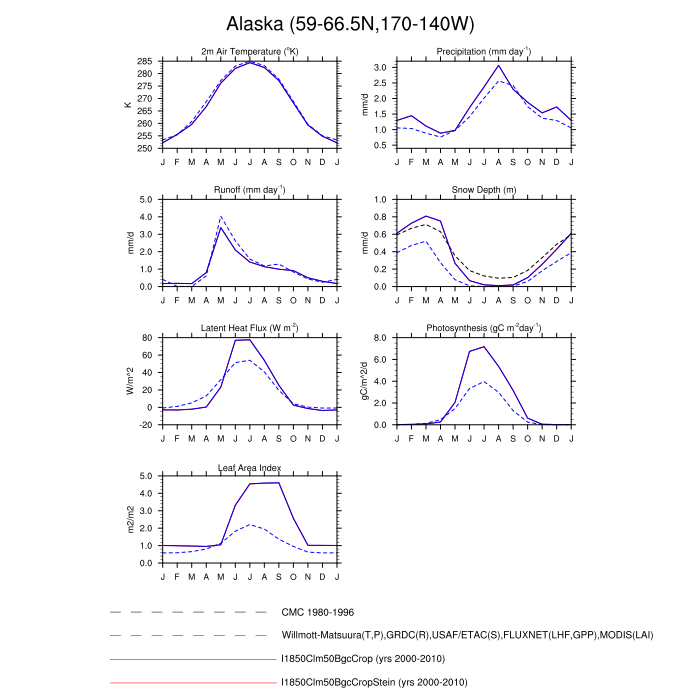 Alaska (59-66.5N,170-140W)
2m Air Temperature (°K)
Precipitation (mm day⁻¹)
K
285
280
275
270
265
260
255
250
J F M A M J J A S O N D J
mm/d
3.0
2.5
2.0
1.5
1.0
0.5
J F M A M J J A S O N D J
Runoff (mm day⁻¹)
Snow Depth (m)
mm/d
5.0
4.0
3.0
2.0
1.0
0.0
J F M A M J J A S O N D J
mm/d
1.0
0.8
0.6
0.4
0.2
0.0
J F M A M J J A S O N D J
Latent Heat Flux (W m⁻²)
Photosynthesis (gC m⁻²day⁻¹)
W/m^2
80
60
40
20
0
-20
J F M A M J J A S O N D J
gC/m^2/d
8.0
6.0
4.0
2.0
0.0
J F M A M J J A S O N D J
Leaf Area Index
m2/m2
5.0
4.0
3.0
2.0
1.0
0.0
J F M A M J J A S O N D J
CMC 1980-1996
Willmott-Matsuura(T,P),GRDC(R),USAF/ETAC(S),FLUXNET(LHF,GPP),MODIS(LAI)
I1850Clm50BgcCrop (yrs 2000-2010)
I1850Clm50BgcCropStein (yrs 2000-2010)